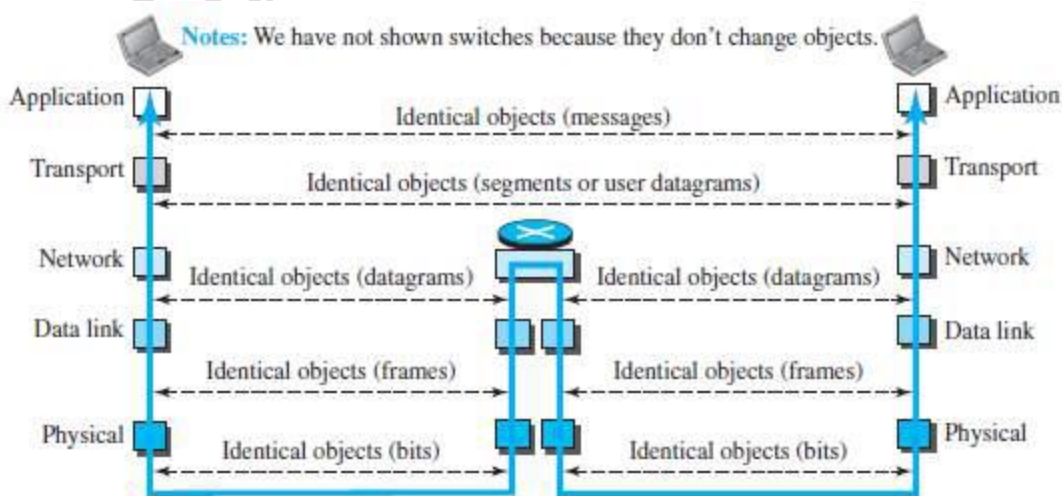 Notes: We have not shown switches because they don't change objects.
Application
Application
Identical objects (messages)
Transport
Transport
Identical objects (segments or user datagrams)
Network
Network
Identical objects (datagrams)
Identical objects (datagrams)
Data link
Data link
Identical objects (frames)
Identical objects (frames)
Physical
Physical
Identical objects (bits)
Identical objects (bits)